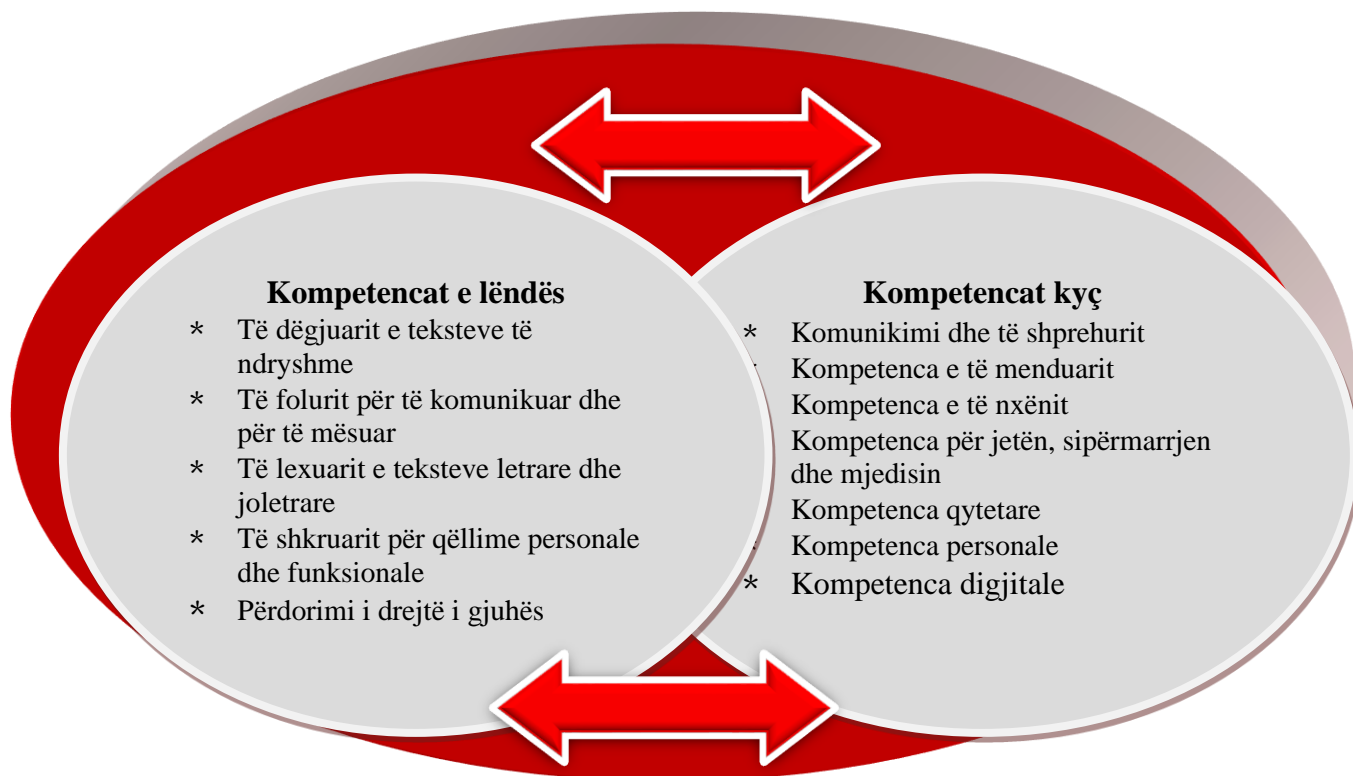 Kompetencat e lëndës
* Të dëgjuarit e teksteve të
ndryshme
* Të folurit për të komunikuar dhe
për të mësuar
* Të lexuarit e teksteve letrare dhe
joletrare
* Të shkruarit për qëllime personale
dhe funksionale
* Përdorimi i drejtë i gjuhës
Kompetencat kyç
* Komunikimi dhe të shprehurit
Kompetenca e të menduarit
Kompetenca e të nxënit
Kompetenca për jetën, sipërmarrjen
dhe mjedisin
Kompetenca qytetare
Kompetenca personale
* Kompetenca digjitale